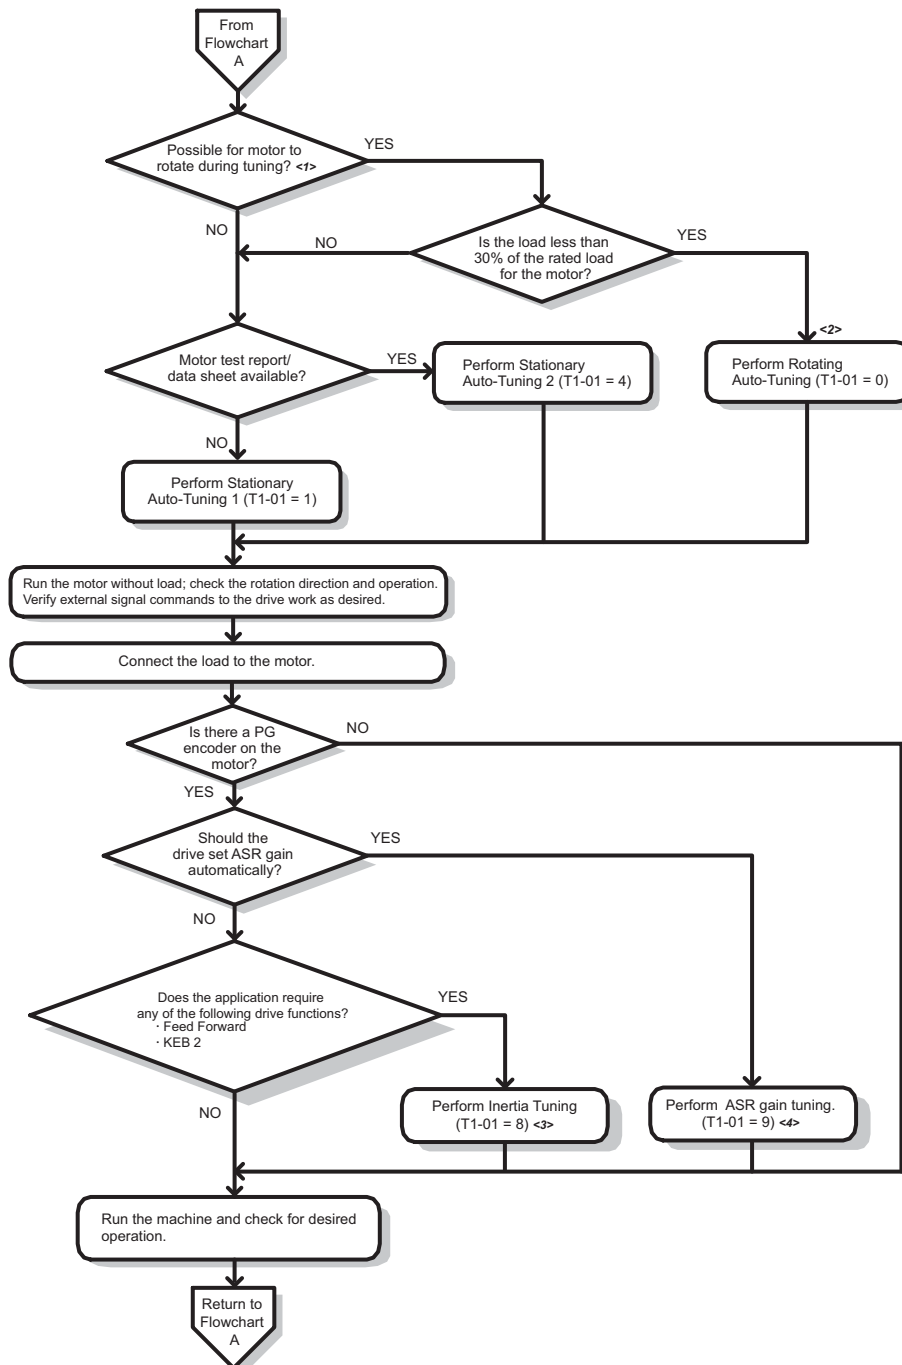 From
Flowchart
A
Possible for motor to
rotate during tuning? <1>
YES
NO
Is the load less than
30% of the rated load
for the motor?
NO
YES
<2>
Motor test report/
data sheet available?
YES
Perform Stationary
Auto-Tuning 2 (T1-01 = 4)
Perform Rotating
Auto-Tuning (T1-01 = 0)
NO
Perform Stationary
Auto-Tuning 1 (T1-01 = 1)
Run the motor without load; check the rotation direction and operation.
Verify external signal commands to the drive work as desired.
Connect the load to the motor.
Is there a PG
encoder on the
motor?
NO
YES
Should the
drive set ASR gain
automatically?
YES
NO
Does the application require
any of the following drive functions?
· Feed Forward
· KEB 2
YES
NO
Perform Inertia Tuning
(T1-01 = 8) <3>
Perform ASR gain tuning.
(T1-01 = 9) <4>
Run the machine and check for desired
operation.
Return to
Flowchart
A